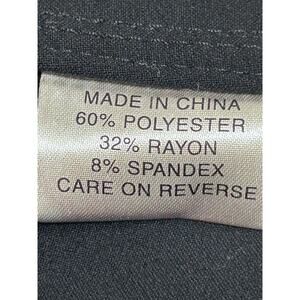 MADE IN CHINA
60% POLYESTER
32% RAYON
8% SPANDEX
CARE ON REVERSE